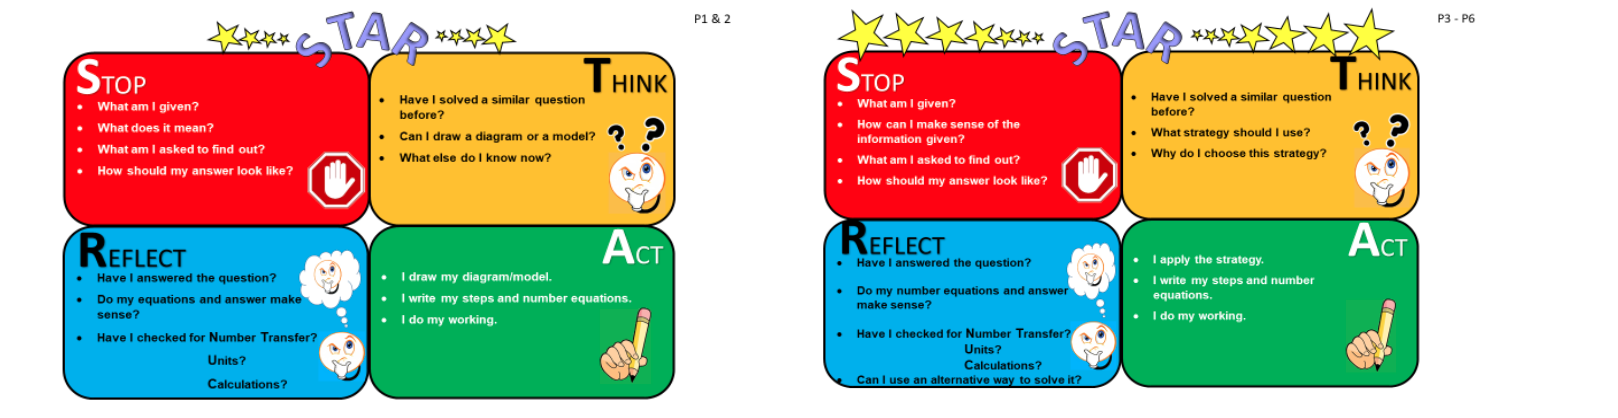 P1 & 2
STAR
STOP
What am I given?
What does it mean?
What am I asked to find out?
How should my answer look like?
THINK
Have I solved a similar question
before?
Can I draw a diagram or a model?
What else do I know now?
? ?
REFLECT
Have I answered the question?
Do my equations and answer make
sense?
Have I checked for Number Transfer?
Units?
Calculations?
ACT
I draw my diagram/model.
I write my steps and number equations.
I do my working.
P3 - P6
STAR
STOP
What am I given?
How can I make sense of the
information given?
What am I asked to find out?
How should my answer look like?
THINK
Have I solved a similar question
before?
What strategy should I use?
Why do I choose this strategy?
? ?
REFLECT
Have I answered the question?
Do my number equations and answer
make sense?
Have I checked for Number Transfer?
Units?
Calculations?
Can I use an alternative way to solve it?
ACT
I apply the strategy.
I write my steps and number
equations.
I do my working.